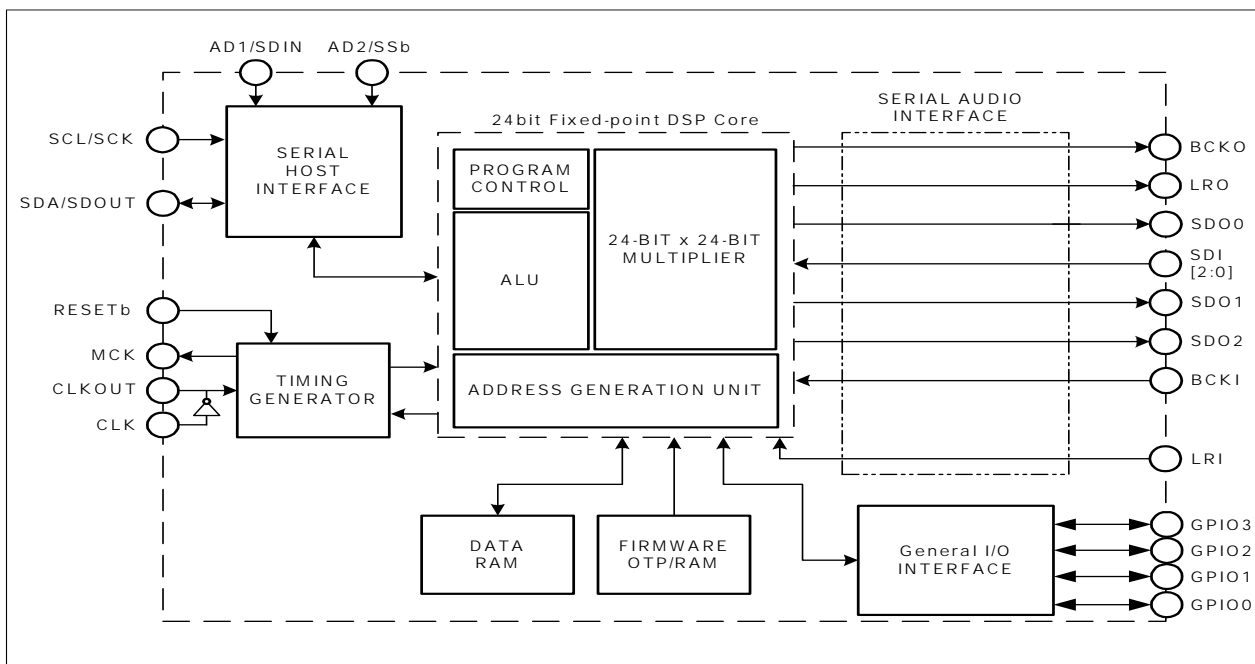 AD1/SDIN
AD2/SSb
SERIAL AUDIO
INTERFACE
24bit Fixed-point DSP Core
SCL/SCK
SERIAL
HOST
INTERFACE
SDA/SDOUT
PROGRAM
CONTROL
24-BIT x 24-BIT
MULTIPLIER
ALU
BCKO
LRO
SDO0
SDI
[2:0]
SDO1
SDO2
BCKI
LRI
RESETb
MCK
CLKOUT
CLK
TIMING
GENERATOR
ADDRESS GENERATION UNIT
DATA
RAM
FIRMWARE
OTP/RAM
General I/O
INTERFACE
GPIO3
GPIO2
GPIO1
GPIO0